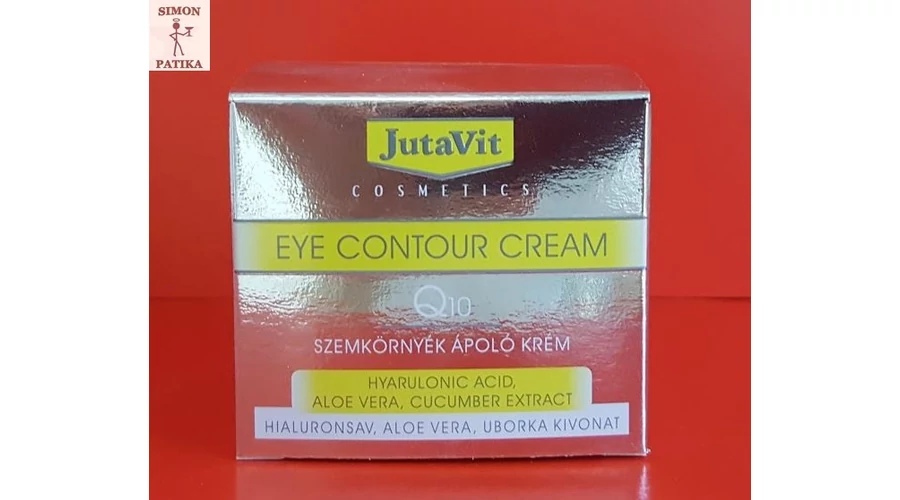 SIMON
PATIKA
JutaVit
COSMETICS
EYE CONTOUR CREAM
Q10
SZEMKÖRNYÉK ÁPOLÓ KRÉM
HYARULONIC ACID,
ALOE VERA, CUCUMBER EXTRACT
HIALURONSAV, ALOE VERA, UBORKA KIVONAT